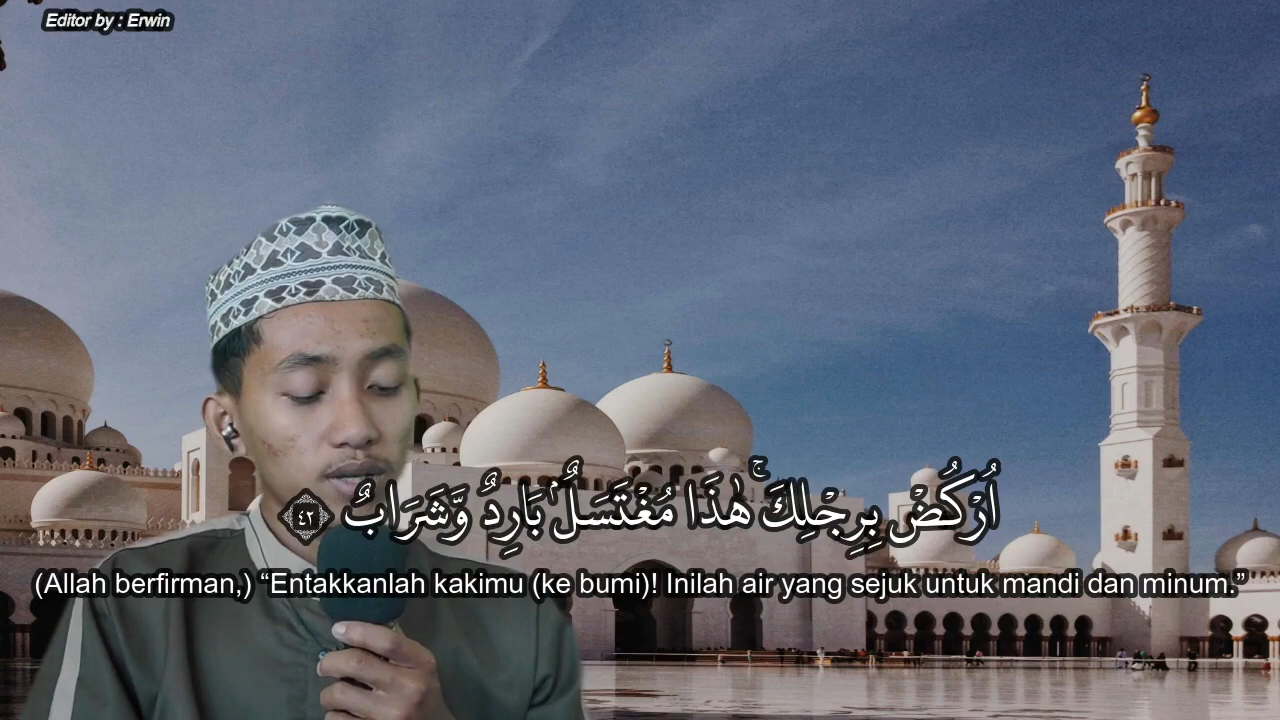 Editor by : Erwin
اُرْكُضْ بِرِجْلِكَۚ هٰذَا مُغْتَسَلٌۢ بَارِدٌ وَّشَرَابٌ ٤٢
(Allah berfirman,) “Entakkanlah kakimu (ke bumi)! Inilah air yang sejuk untuk mandi dan minum.”